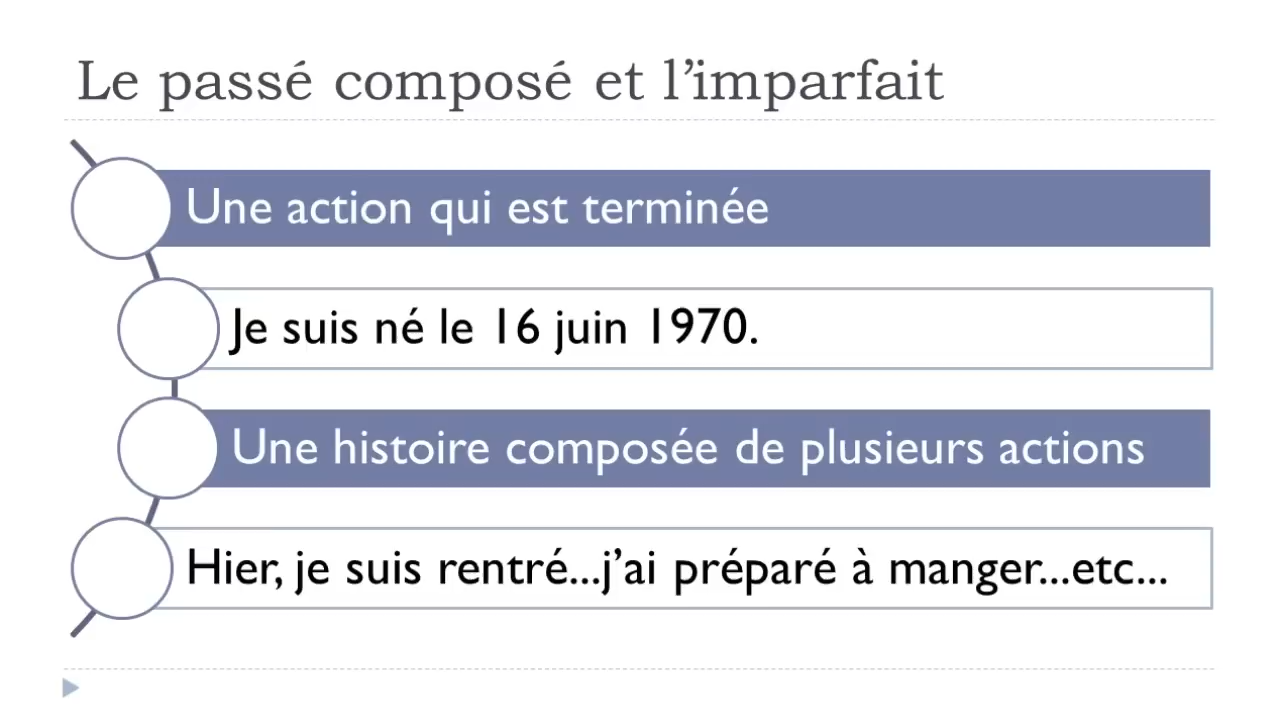 Le passé composé et l’imparfait
Une action qui est terminée
Je suis né le 16 juin 1970.
Une histoire composée de plusieurs actions
Hier, je suis rentré...j’ai préparé à manger...etc...